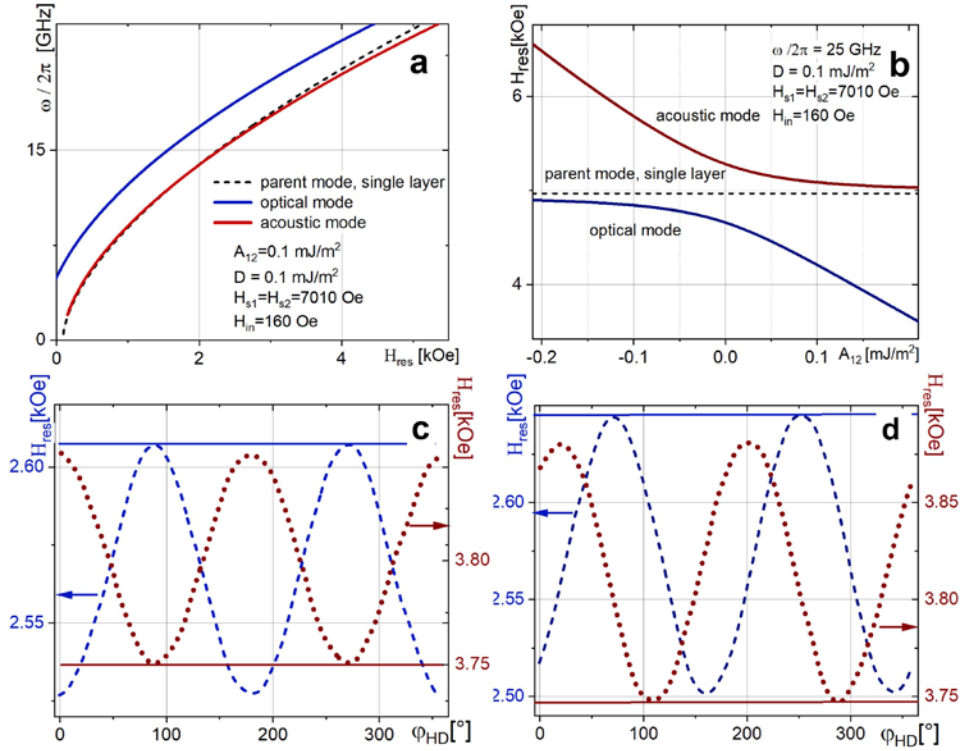 ω / 2π [GHz]
15
0
a
parent mode, single layer
optical mode
acoustic mode
A12=0.1 mJ/m²
D = 0.1 mJ/m²
Hs1=Hs2=7010 Oe
Hin=160 Oe
0 2 4
Hres [kOe]
Hres[kOe]
6
4
b
ω /2π = 25 GHz
D = 0.1 mJ/m²
Hs1=Hs2=7010 Oe
Hin=160 Oe
acoustic mode
parent mode, single layer
optical mode
-0.2 -0.1 0.0 0.1
A12 [mJ/m²]
Hres[kOe]
2.60
2.55
c
Hres[kOe]
3.80
3.75
0 100 200 300
φHD[°]
Hres[kOe]
2.60
2.55
2.50
d
Hres[kOe]
3.85
3.80
3.75
0 100 200 300
φHD[°]